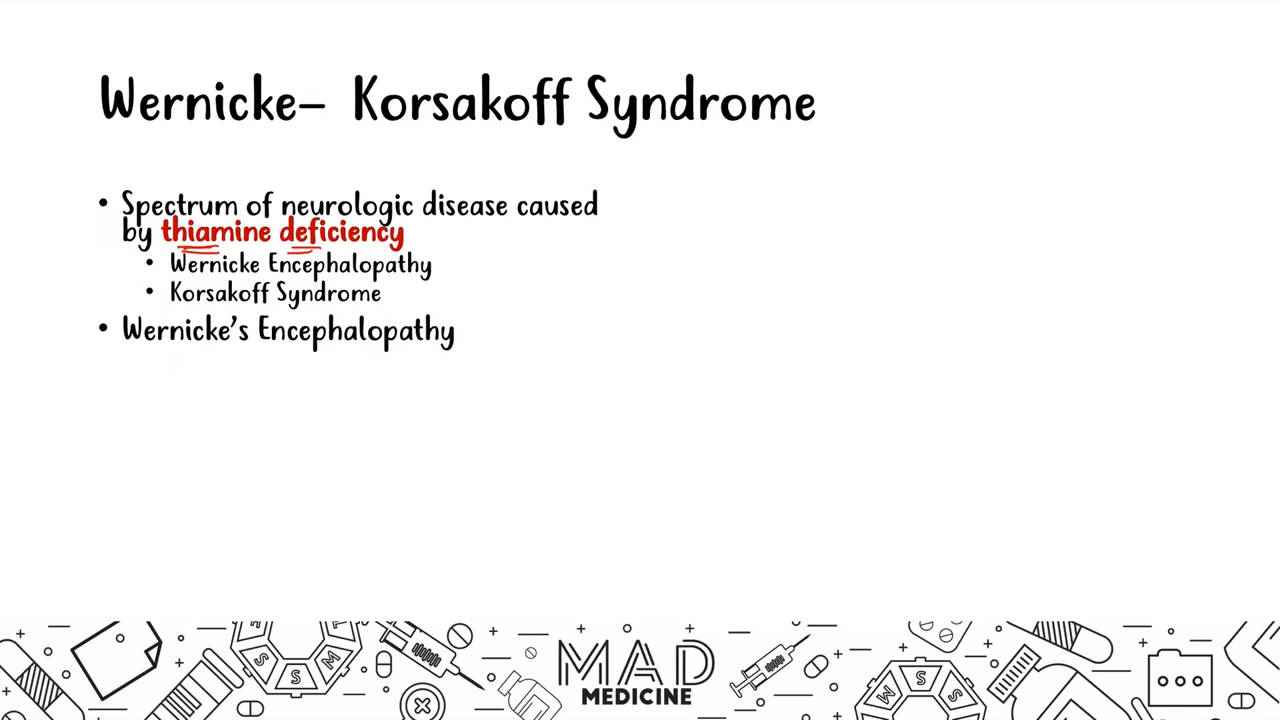 Wernicke- Korsakoff Syndrome
• Spectrum of neurologic disease caused
by thiamine deficiency
• Wernicke Encephalopathy
• Korsakoff Syndrome
• Wernicke's Encephalopathy
S
S
M
MAD
MEDICINE
M
S
S